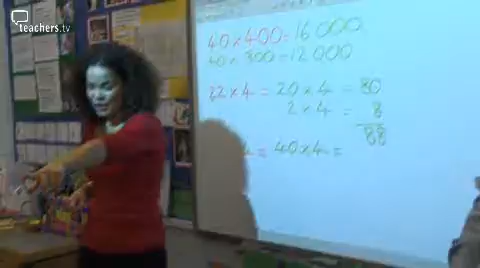 teachers.tv
40 x 400 = 16 000
40 x 300 = 12 000
22 x 4 = 20 x 4 = 80
2 x 4 = 8
88
4 = 40 x 4 =